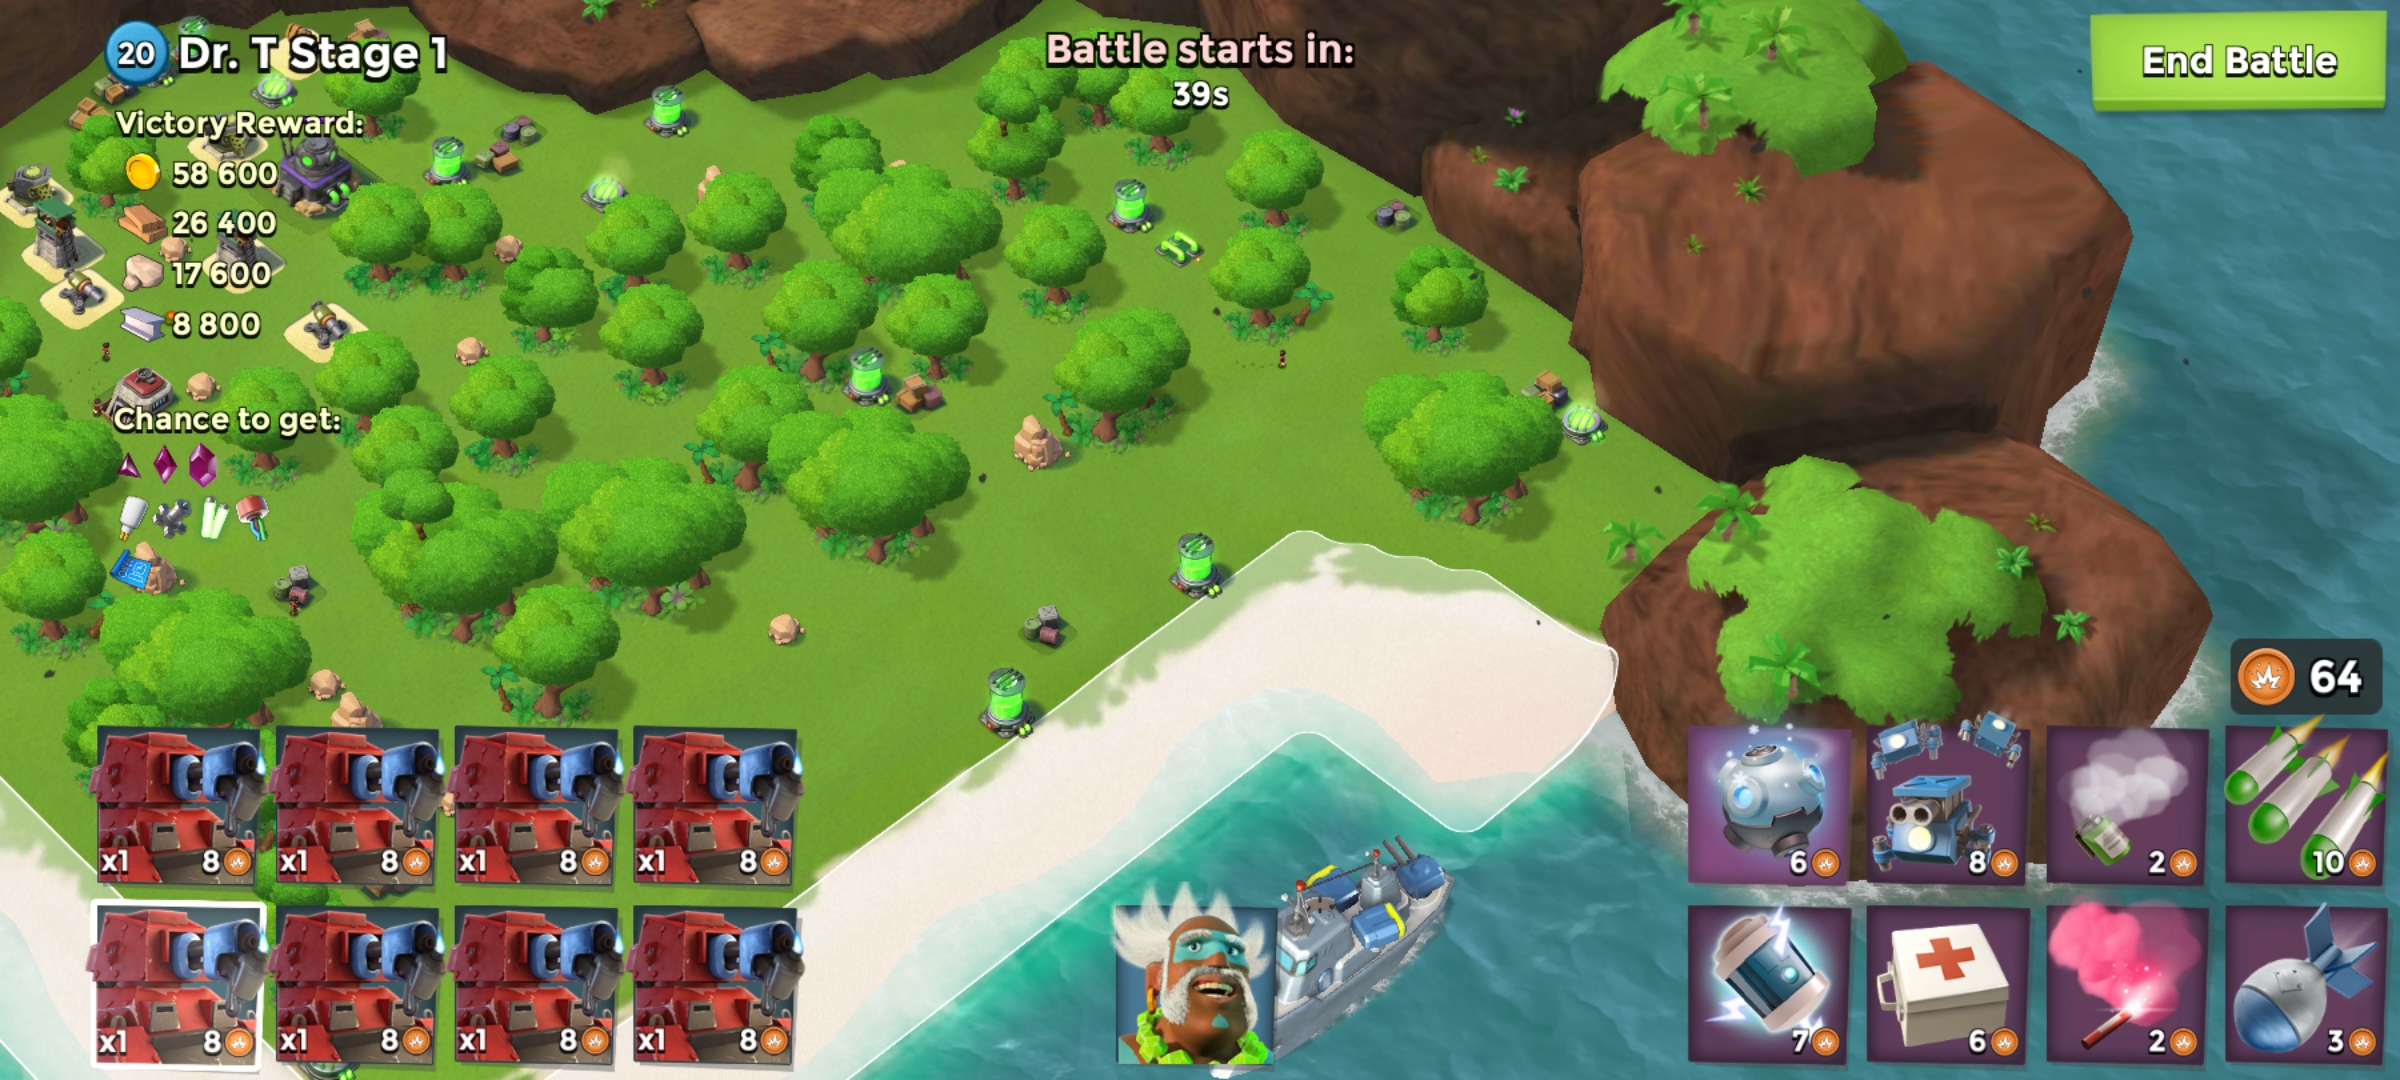 20 Dr. T Stage 1
Battle starts in:
39s
End Battle
Victory Reward:
58 600
26 400
17 600
8 800
Chance to get:
64
x1 8 x1 8 x1 8 x1 8
6 8 2 10
x1 8 x1 8 x1 8 x1 8
7 6 2 3